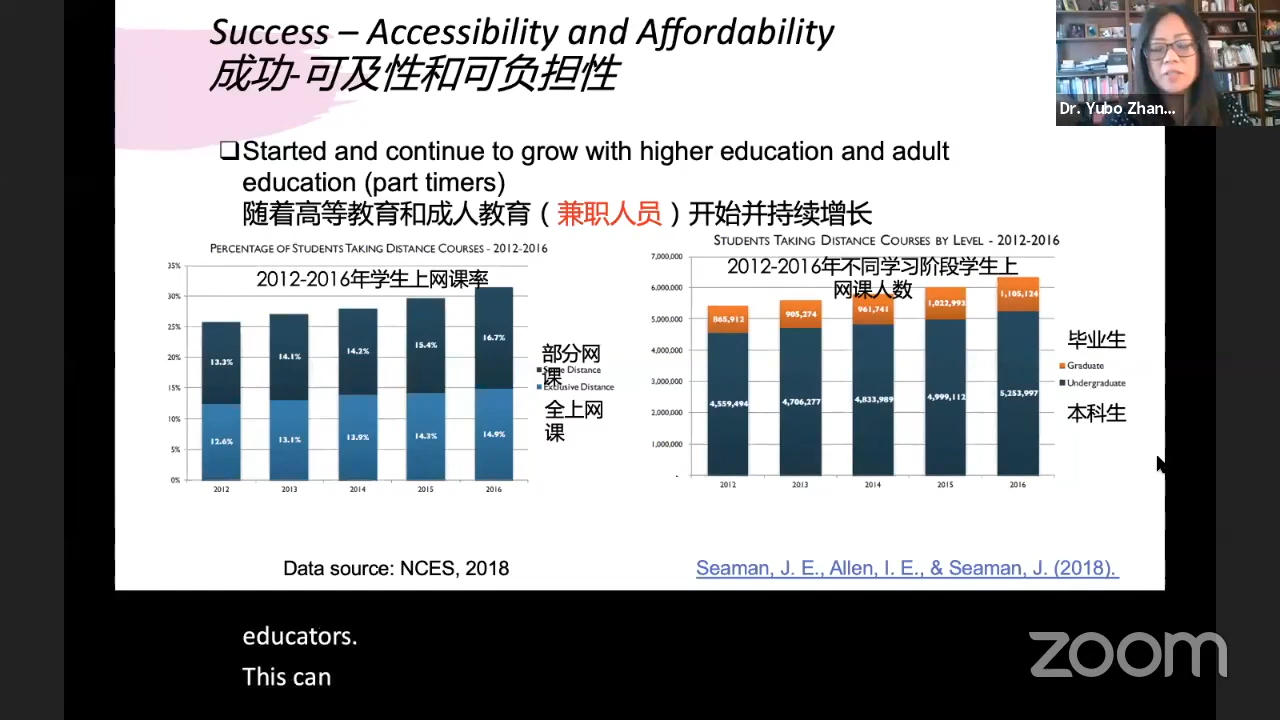 Success – Accessibility and Affordability
成功-可及性和可负担性
Dr. Yubo Zhan...
❑Started and continue to grow with higher education and adult
education (part timers)
随着高等教育和成人教育（兼职人员）开始并持续增长
PERCENTAGE OF STUDENTS TAKING DISTANCE COURSES - 2012-2016
2012-2016年学生上网课率
35%
30%
25%
20%
15%
10%
5%
0%
13.3%
14.1%
14.2%
15.4%
16.7%
12.6%
13.1%
13.9%
14.3%
14.9%
2012
2013
2014
2015
2016
部分网
课
Distance
Exclusive Distance
全上网
课
STUDENTS TAKING DISTANCE COURSES BY LEVEL - 2012-2016
2012-2016年不同学习阶段学生上
网课人数
7,000,000
6,000,000
5,000,000
4,000,000
3,000,000
2,000,000
1,000,000
-
865,912
905,274
961,741
1,022,993
1,105,124
4,559,494
4,706,277
4,833,989
4,999,112
5,253,997
2012
2013
2014
2015
2016
毕业生
Graduate
Undergraduate
本科生
Data source: NCES, 2018
Seaman, J. E., Allen, I. E., & Seaman, J. (2018).
educators.
This can
zoom